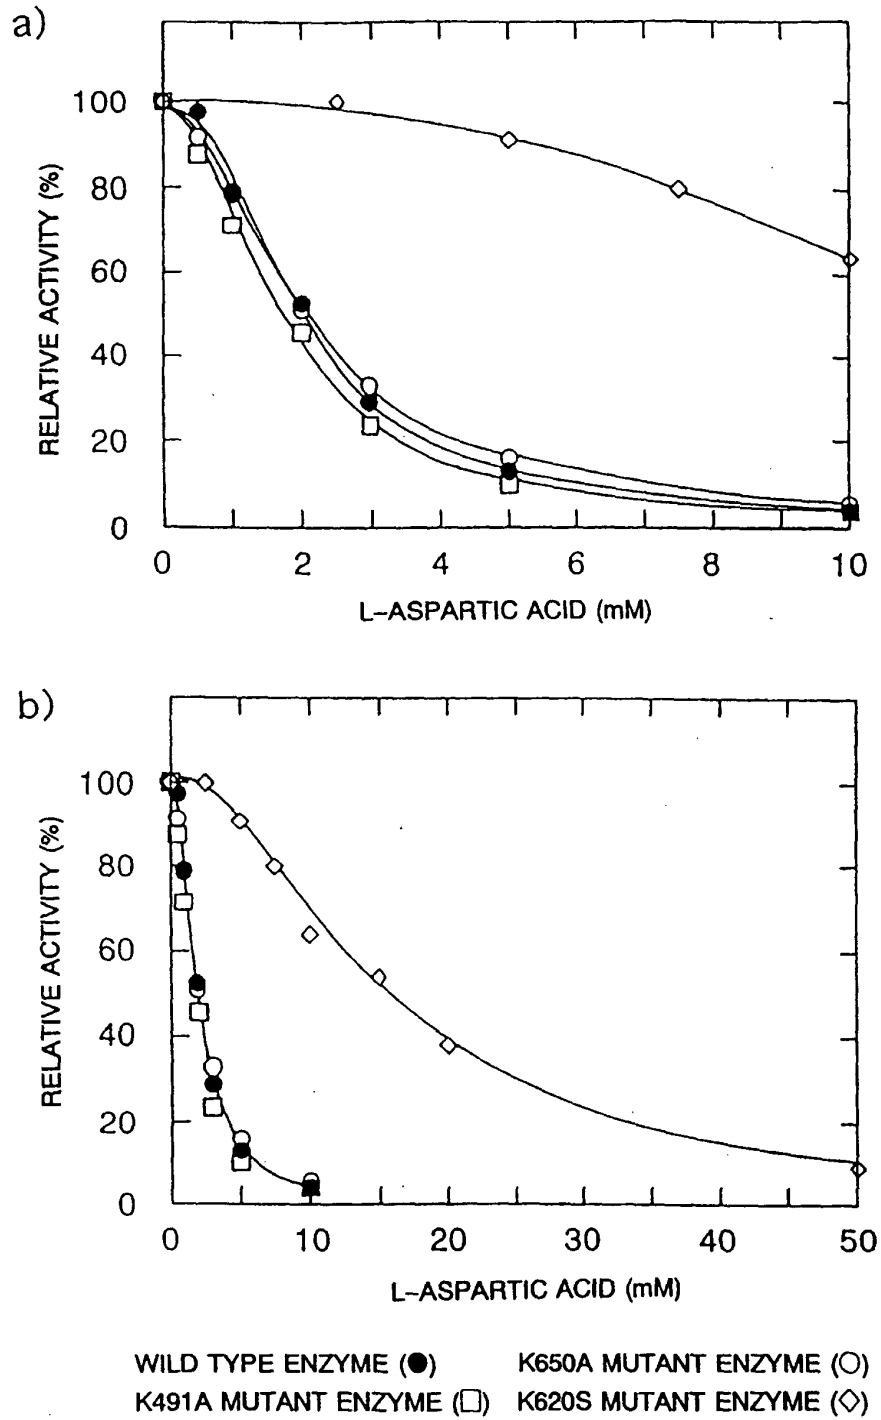 a)
100
80
60
40
20
0
RELATIVE ACTIVITY (%)
0 2 4 6 8 10
L-ASPARTIC ACID (mM)
b)
100
80
60
40
20
0
RELATIVE ACTIVITY (%)
0 10 20 30 40 50
L-ASPARTIC ACID (mM)
WILD TYPE ENZYME (●) K650A MUTANT ENZYME (○)
K491A MUTANT ENZYME (□) K620S MUTANT ENZYME (◇)